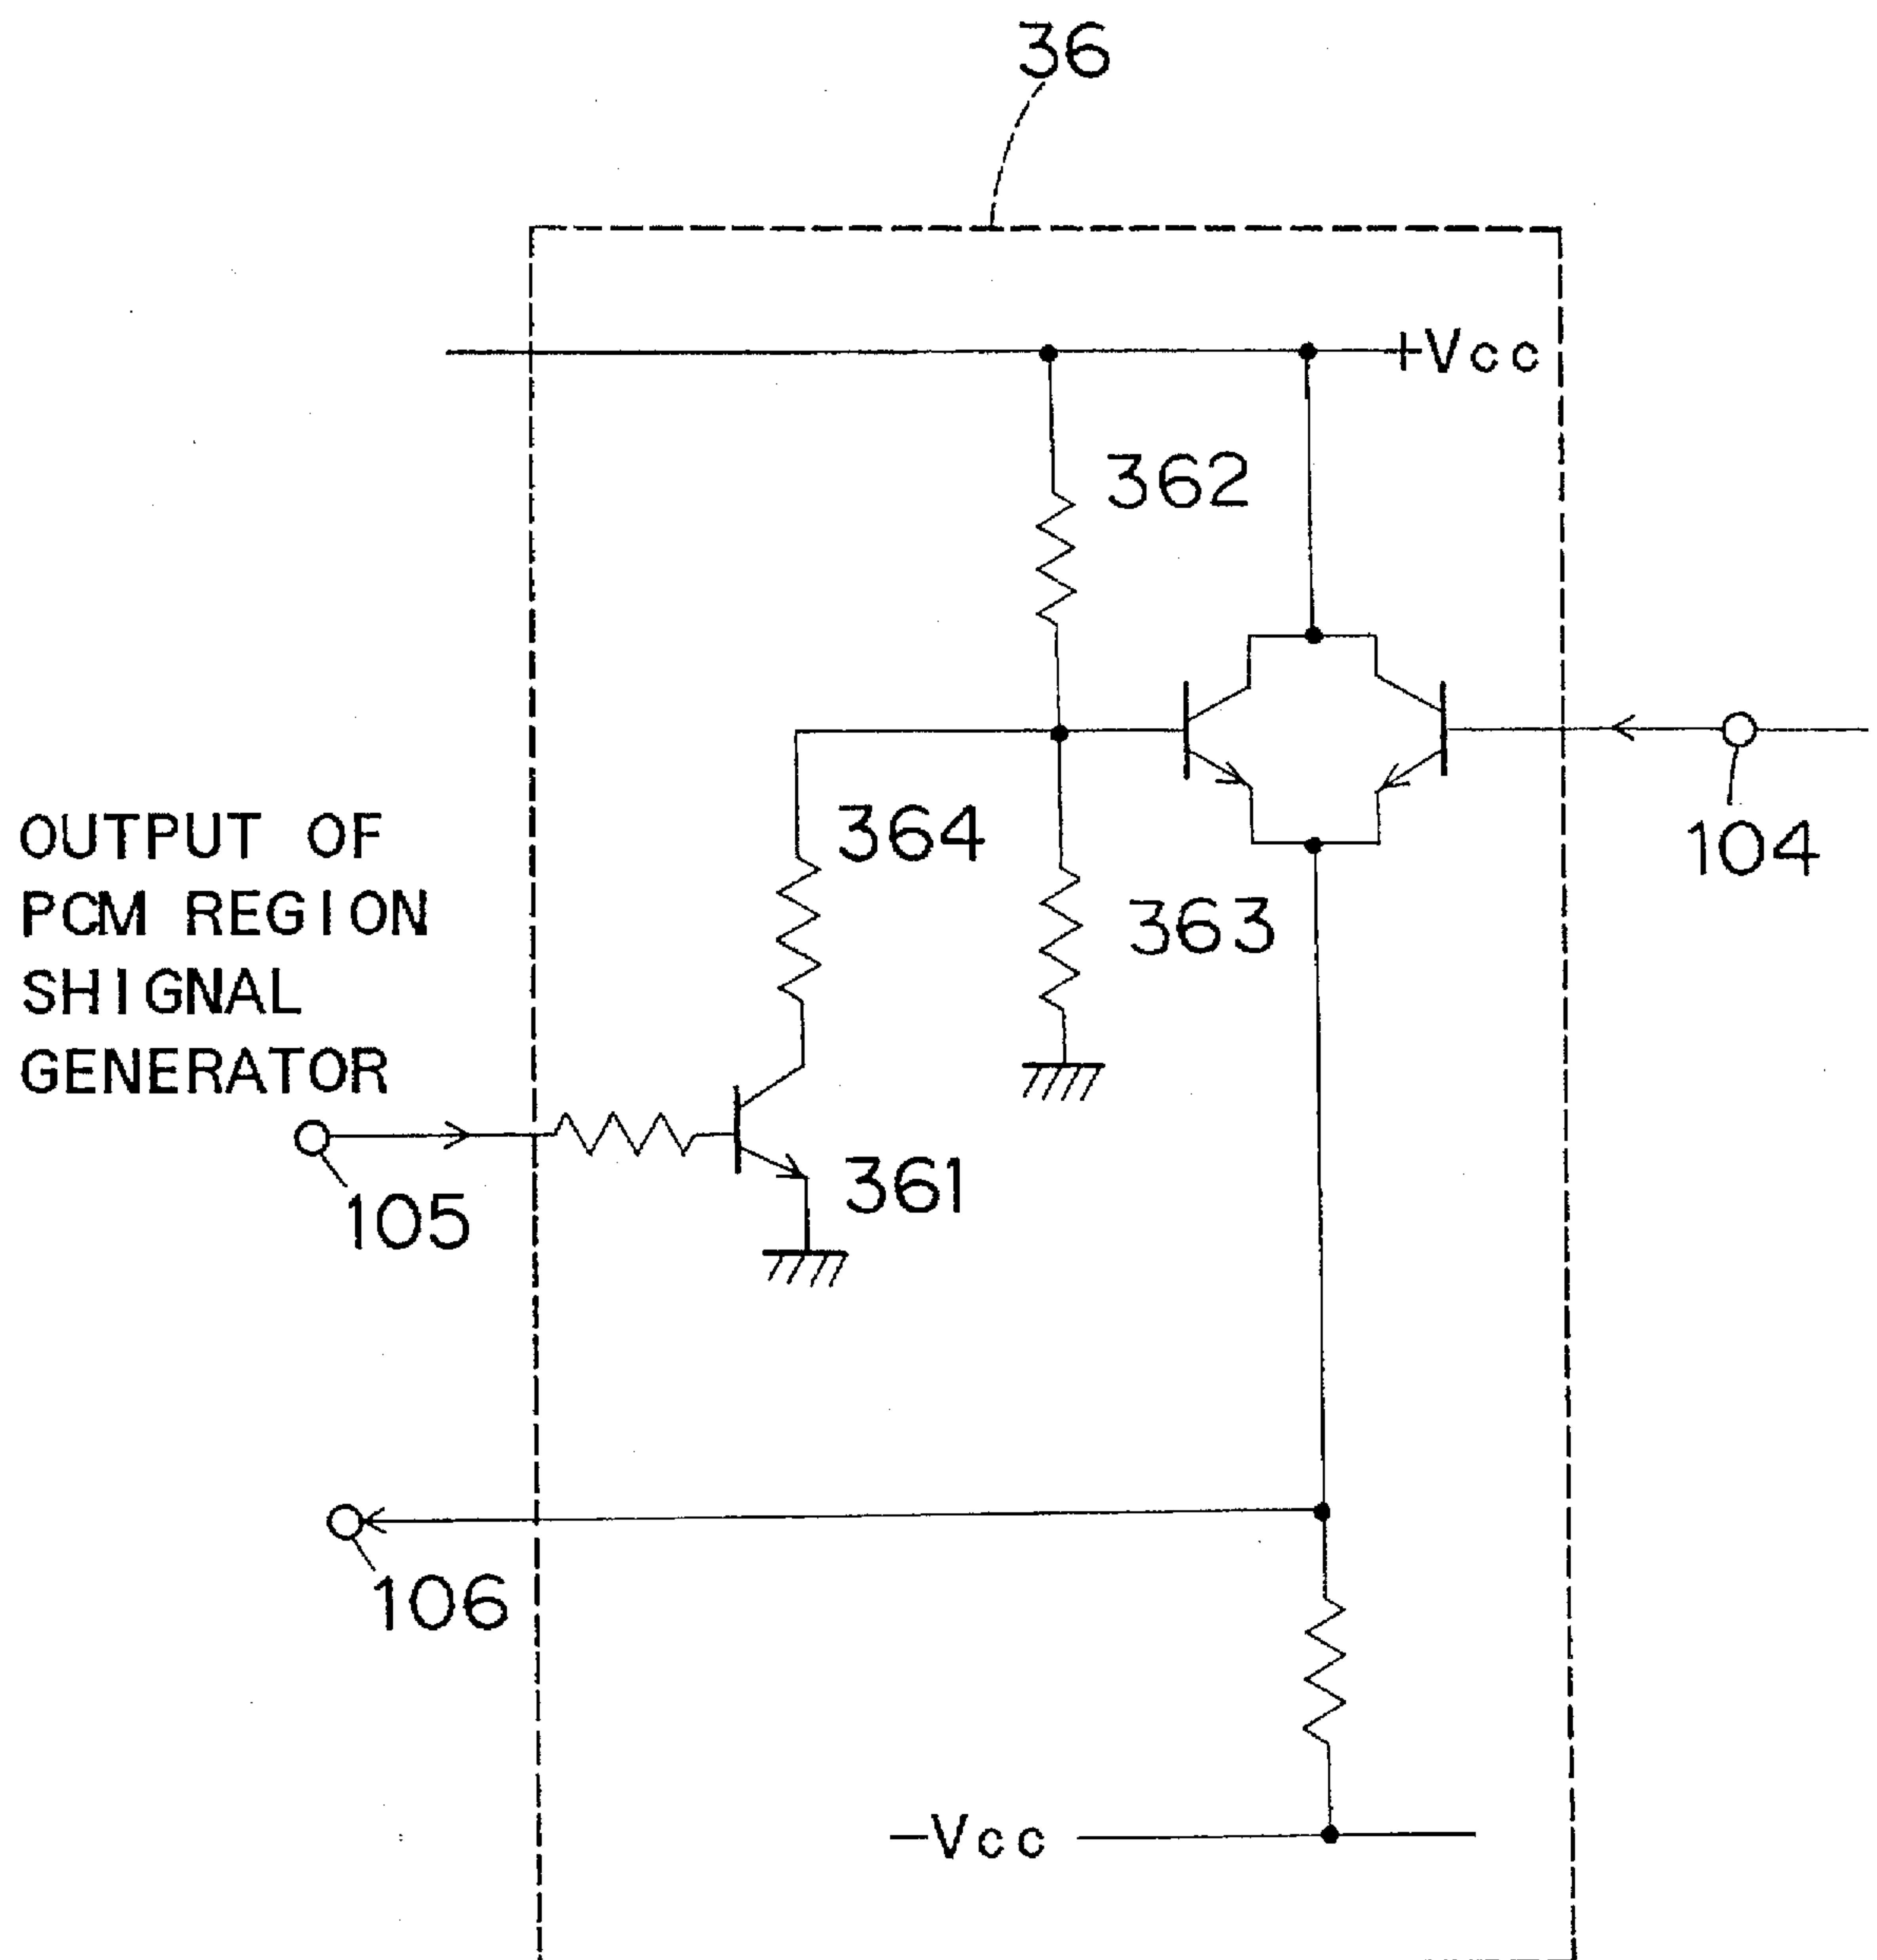 36
+Vcc
362
364
363
104
OUTPUT OF
PCM REGION
SHIGNAL
GENERATOR
361
105
106
-Vcc